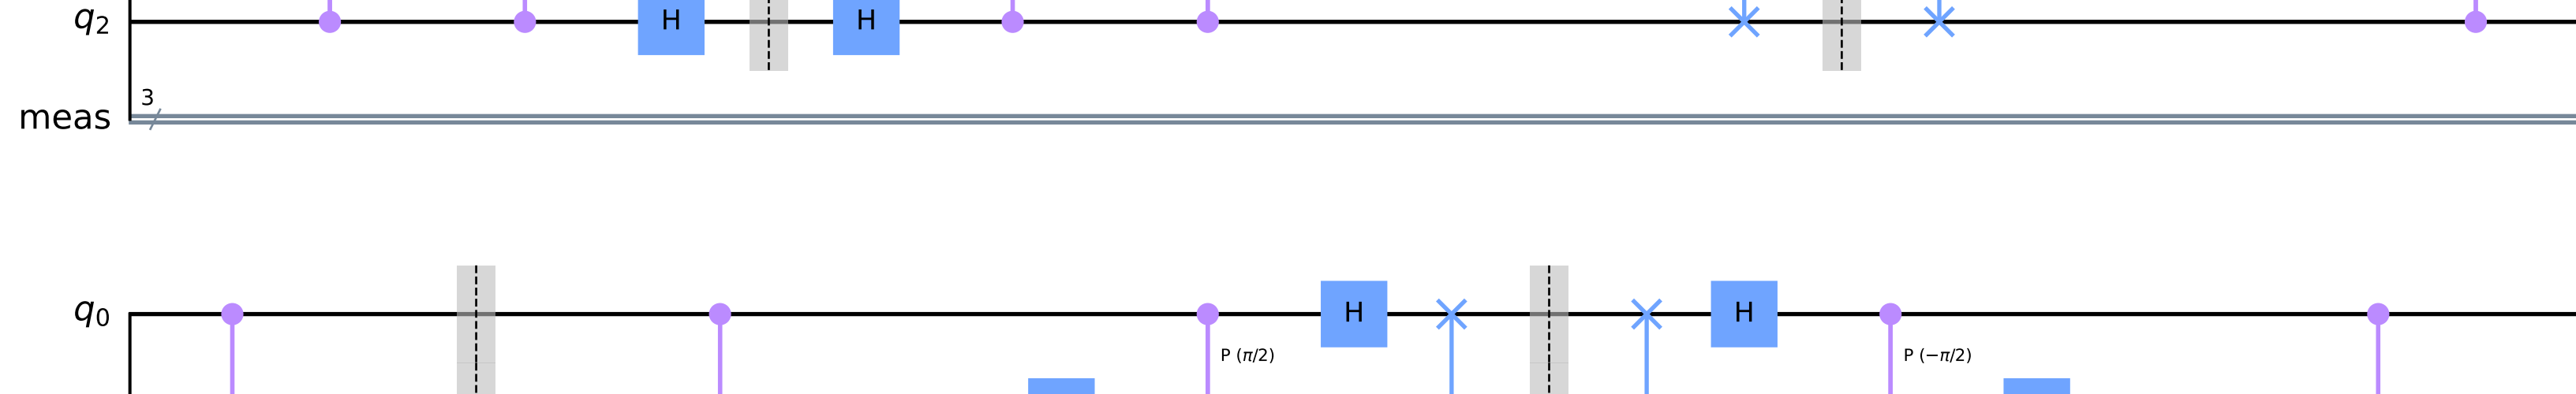 q2 H H
3
meas
q0 H H
P (π/2) P (−π/2)